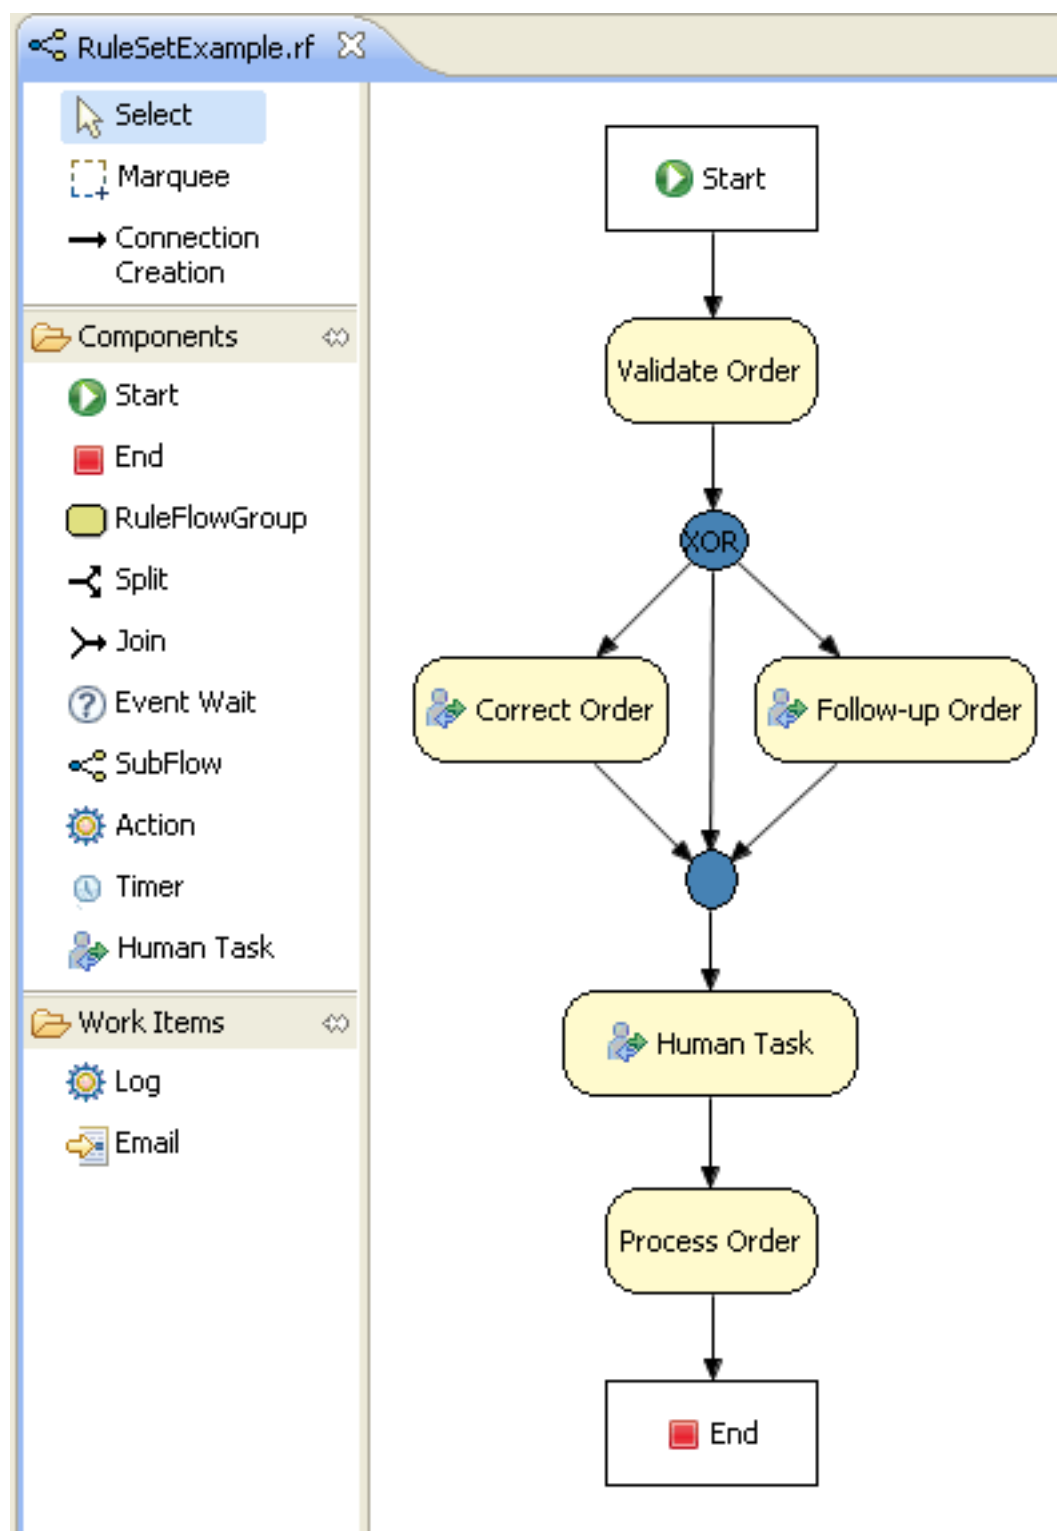 RuleSetExample.rf
Select
Marquee
Connection
Creation
Components
Start
End
RuleFlowGroup
Split
Join
Event Wait
SubFlow
Action
Timer
Human Task
Work Items
Log
Email
Start
Validate Order
XOR
Correct Order
Follow-up Order
Human Task
Process Order
End